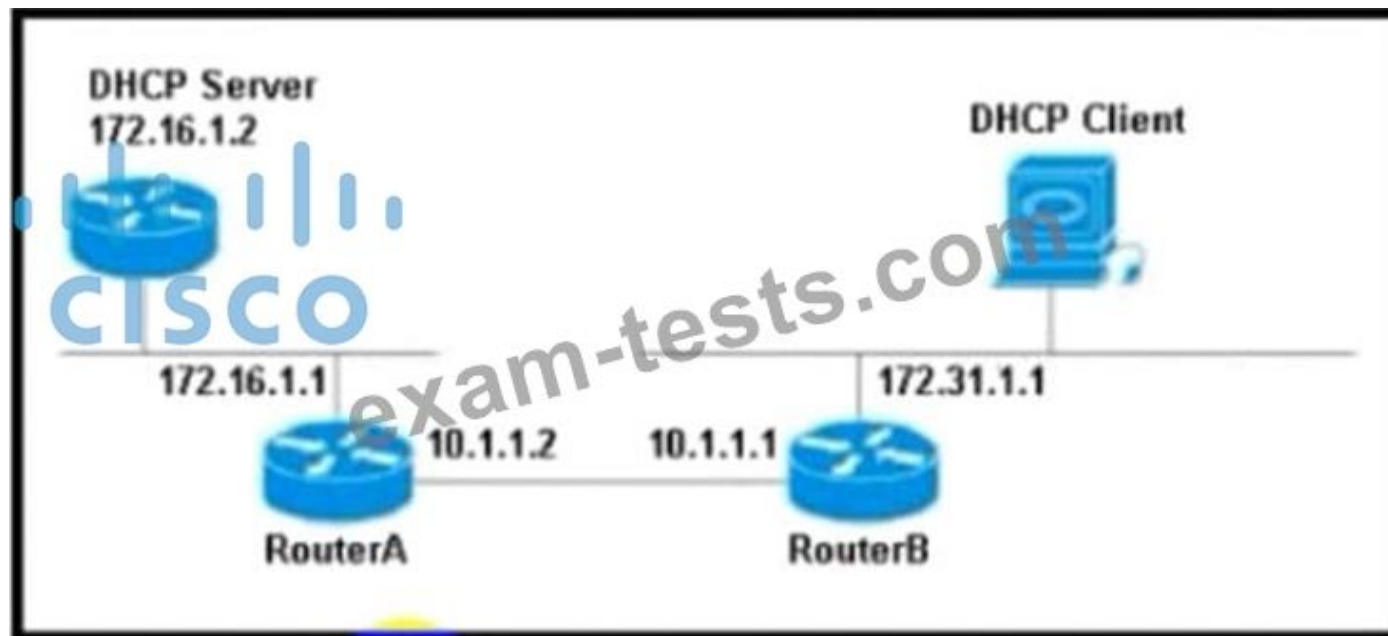 DHCP Server
172.16.1.2
DHCP Client
CISCO
exam-tests.com
172.16.1.1
172.31.1.1
10.1.1.2
10.1.1.1
RouterA
RouterB